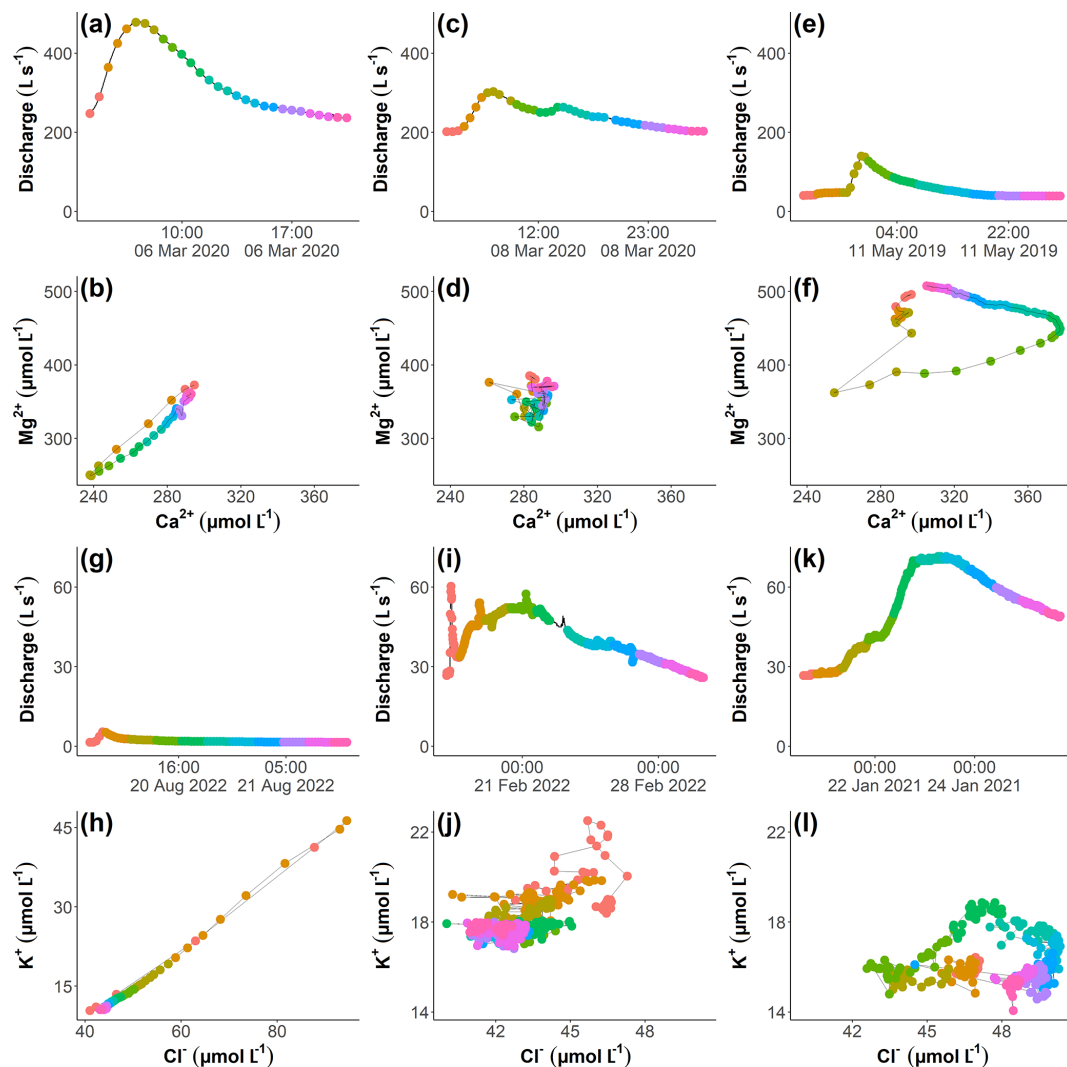 (a)
Discharge (L s⁻¹)
400
200
0
10:00 17:00
06 Mar 2020 06 Mar 2020
(c)
Discharge (L s⁻¹)
400
200
0
12:00 23:00
08 Mar 2020 08 Mar 2020
(e)
Discharge (L s⁻¹)
400
200
0
04:00 22:00
11 May 2019 11 May 2019
(b)
Mg²⁺ (µmol L⁻¹)
500
400
300
240 280 320 360
Ca²⁺ (µmol L⁻¹)
(d)
Mg²⁺ (µmol L⁻¹)
500
400
300
240 280 320 360
Ca²⁺ (µmol L⁻¹)
(f)
Mg²⁺ (µmol L⁻¹)
500
400
300
240 280 320 360
Ca²⁺ (µmol L⁻¹)
(g)
Discharge (L s⁻¹)
60
30
0
16:00 05:00
20 Aug 2022 21 Aug 2022
(i)
Discharge (L s⁻¹)
60
30
0
00:00 00:00
21 Feb 2022 28 Feb 2022
(k)
Discharge (L s⁻¹)
60
30
0
00:00 00:00
22 Jan 2021 24 Jan 2021
(h)
K⁺ (µmol L⁻¹)
45
30
15
40 60 80
Cl⁻ (µmol L⁻¹)
(j)
K⁺ (µmol L⁻¹)
22
18
14
42 45 48
Cl⁻ (µmol L⁻¹)
(l)
K⁺ (µmol L⁻¹)
22
18
14
42 45 48
Cl⁻ (µmol L⁻¹)